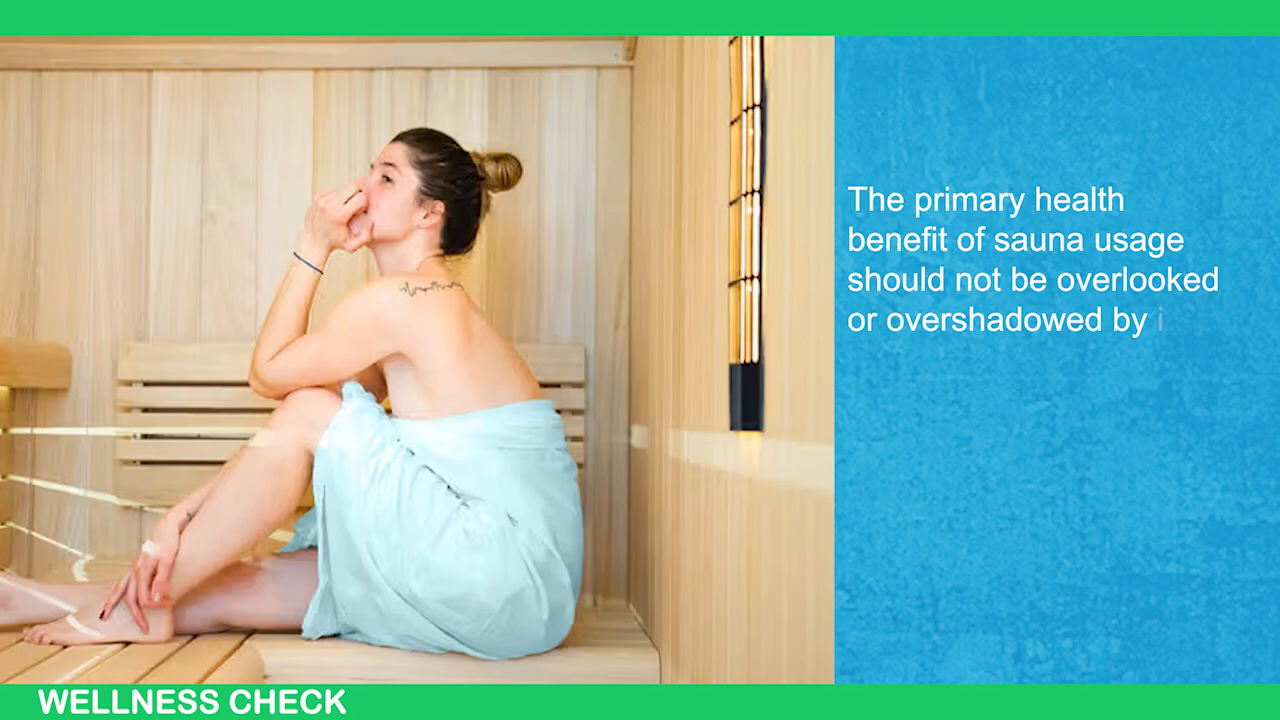 The primary health
benefit of sauna usage
should not be overlooked
or overshadowed by i
WELLNESS CHECK